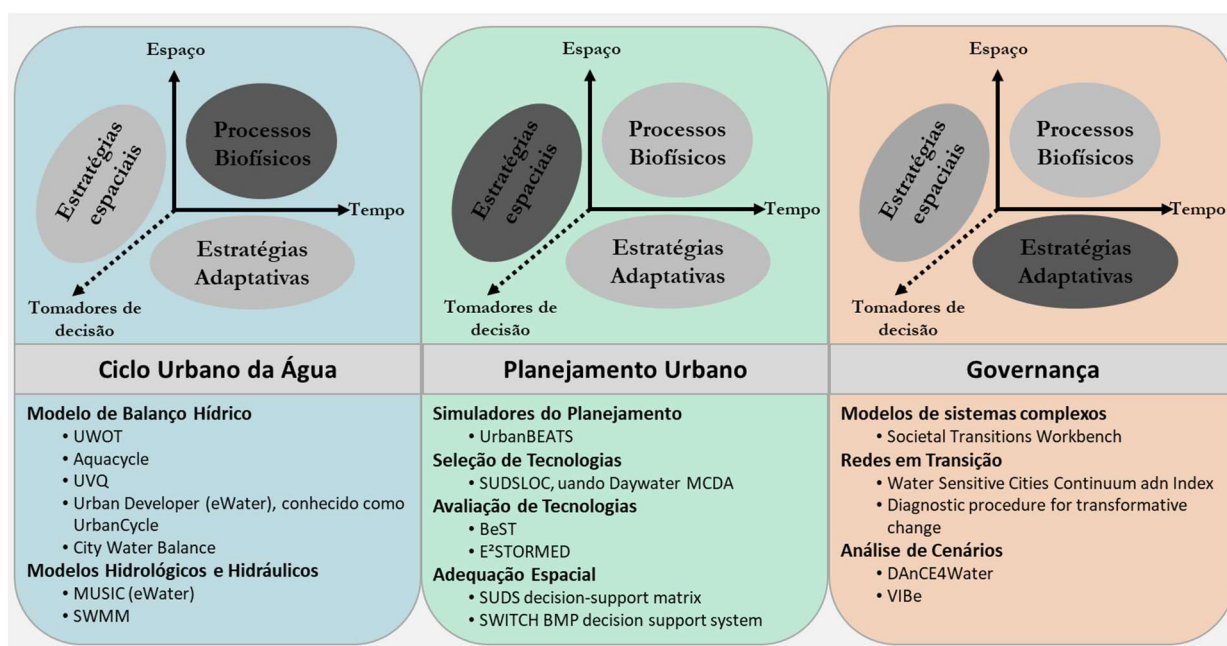 Espaço
Estratégias
espaciais
Processos
Biofísicos
Tempo
Estratégias
Adaptativas
Tomadores de
decisão
Ciclo Urbano da Água
Modelo de Balanço Hídrico
• UWOT
• Aquacycle
• UVQ
• Urban Developer (eWater), conhecido como
UrbanCycle
• City Water Balance
Modelos Hidrológicos e Hidráulicos
• MUSIC (eWater)
• SWMM
Espaço
Estratégias
espaciais
Processos
Biofísicos
Tempo
Estratégias
Adaptativas
Tomadores de
decisão
Planejamento Urbano
Simuladores do Planejamento
• UrbanBEATS
Seleção de Tecnologias
• SUDSLOC, uando Daywater MCDA
Avaliação de Tecnologias
• BeST
• E²STORMED
Adequação Espacial
• SUDS decision-support matrix
• SWITCH BMP decision support system
Espaço
Estratégias
espaciais
Processos
Biofísicos
Tempo
Estratégias
Adaptativas
Tomadores de
decisão
Governança
Modelos de sistemas complexos
• Societal Transitions Workbench
Redes em Transição
• Water Sensitive Cities Continuum adn Index
• Diagnostic procedure for transformative
change
Análise de Cenários
• DAnCE4Water
• VIBe